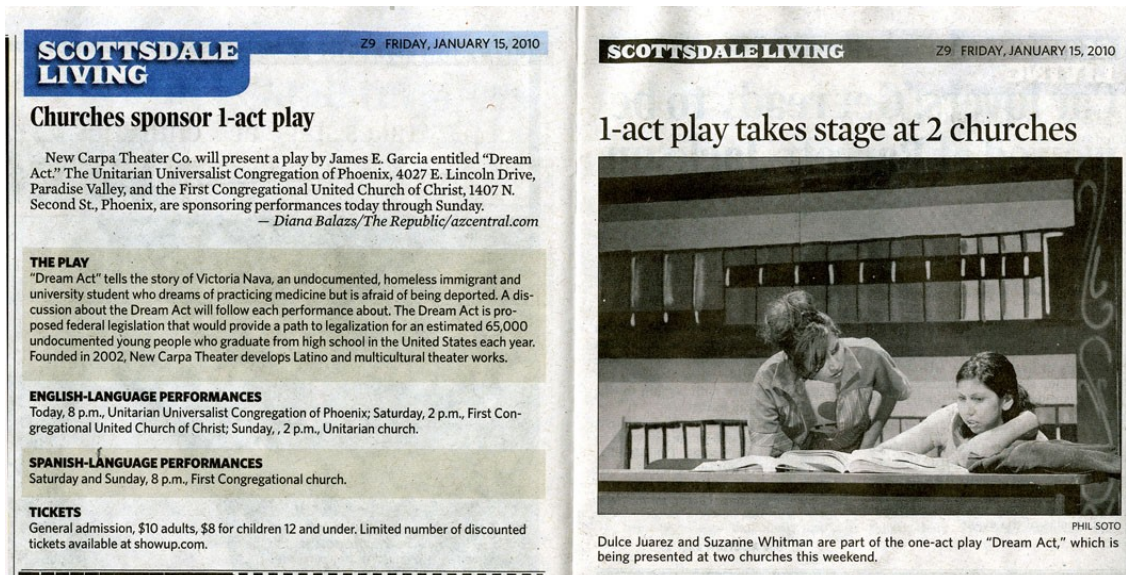 SCOTTSDALE
LIVING
Z9 FRIDAY, JANUARY 15, 2010
Churches sponsor 1-act play
New Carpa Theater Co. will present a play by James E. Garcia entitled “Dream
Act.” The Unitarian Universalist Congregation of Phoenix, 4027 E. Lincoln Drive,
Paradise Valley, and the First Congregational United Church of Christ, 1407 N.
Second St., Phoenix, are sponsoring performances today through Sunday.
— Diana Balazs/The Republic/azcentral.com
THE PLAY
“Dream Act” tells the story of Victoria Nava, an undocumented, homeless immigrant and
university student who dreams of practicing medicine but is afraid of being deported. A dis-
cussion about the Dream Act will follow each performance about. The Dream Act is pro-
posed federal legislation that would provide a path to legalization for an estimated 65,000
undocumented young people who graduate from high school in the United States each year.
Founded in 2002, New Carpa Theater develops Latino and multicultural theater works.
ENGLISH-LANGUAGE PERFORMANCES
Today, 8 p.m., Unitarian Universalist Congregation of Phoenix; Saturday, 2 p.m., First Con-
gregational United Church of Christ; Sunday, , 2 p.m., Unitarian church.
SPANISH-LANGUAGE PERFORMANCES
Saturday and Sunday, 8 p.m., First Congregational church.
TICKETS
General admission, $10 adults, $8 for children 12 and under. Limited number of discounted
tickets available at showup.com.
SCOTTSDALE LIVING
Z9 FRIDAY, JANUARY 15, 2010
1-act play takes stage at 2 churches
PHIL SOTO
Dulce Juarez and Suzanne Whitman are part of the one-act play “Dream Act,” which is
being presented at two churches this weekend.